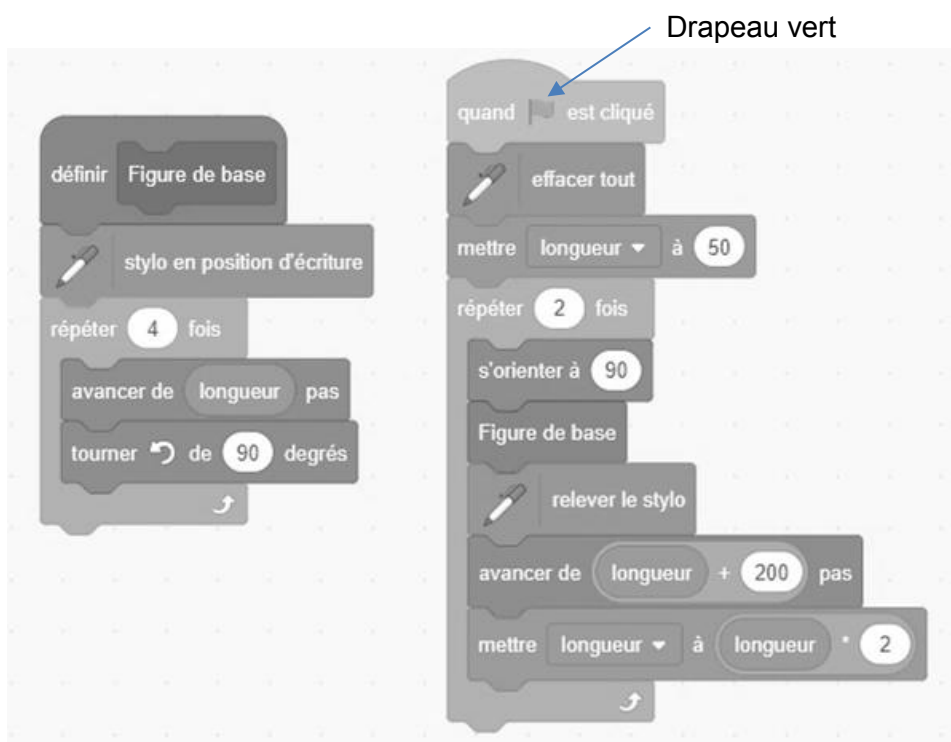 Drapeau vert
définir Figure de base
stylo en position d'écriture
répéter 4 fois
avancer de longueur pas
tourner de 90 degrés
quand est cliqué
effacer tout
mettre longueur à 50
répéter 2 fois
s'orienter à 90
Figure de base
relever le stylo
avancer de longueur + 200 pas
mettre longueur à longueur * 2